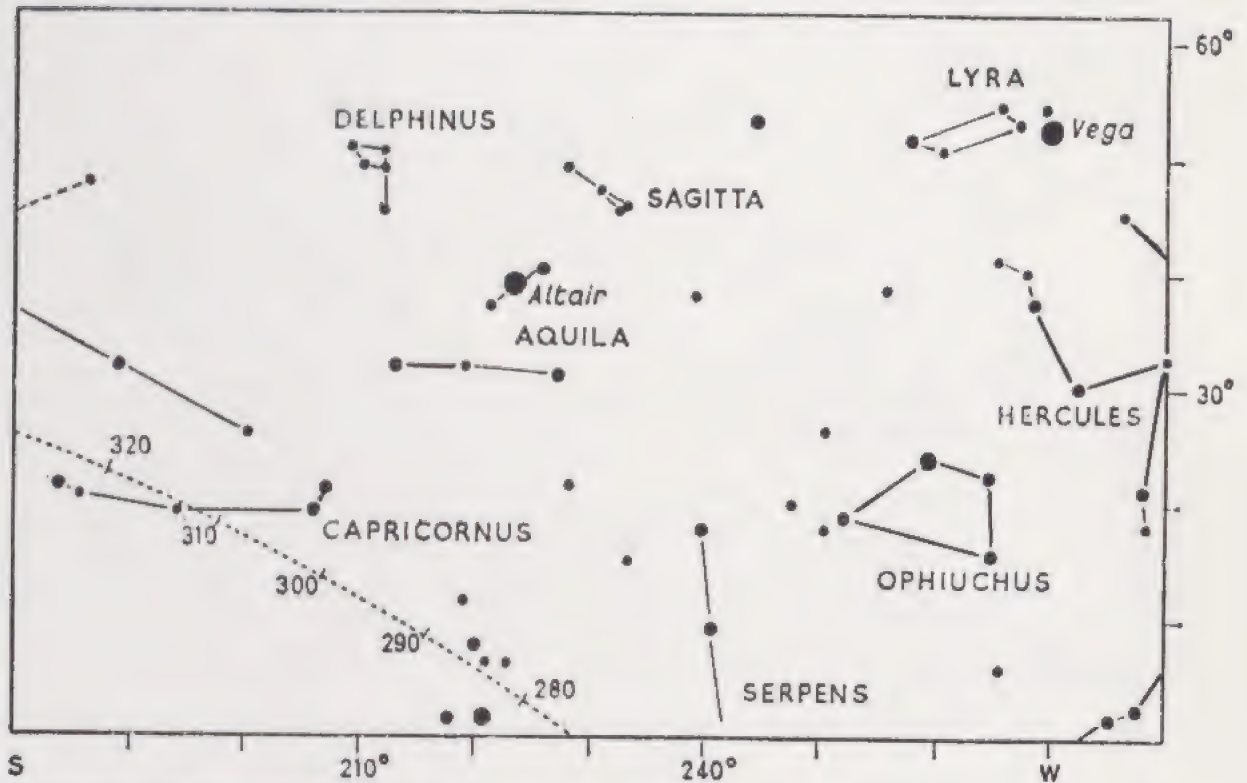 60°
LYRA
DELPHINUS
Vega
SAGITTA
Altair
AQUILA
30°
HERCULES
320
310
CAPRICORNUS
300
OPHIUCHUS
290
280
SERPENS
S
210°
240°
W